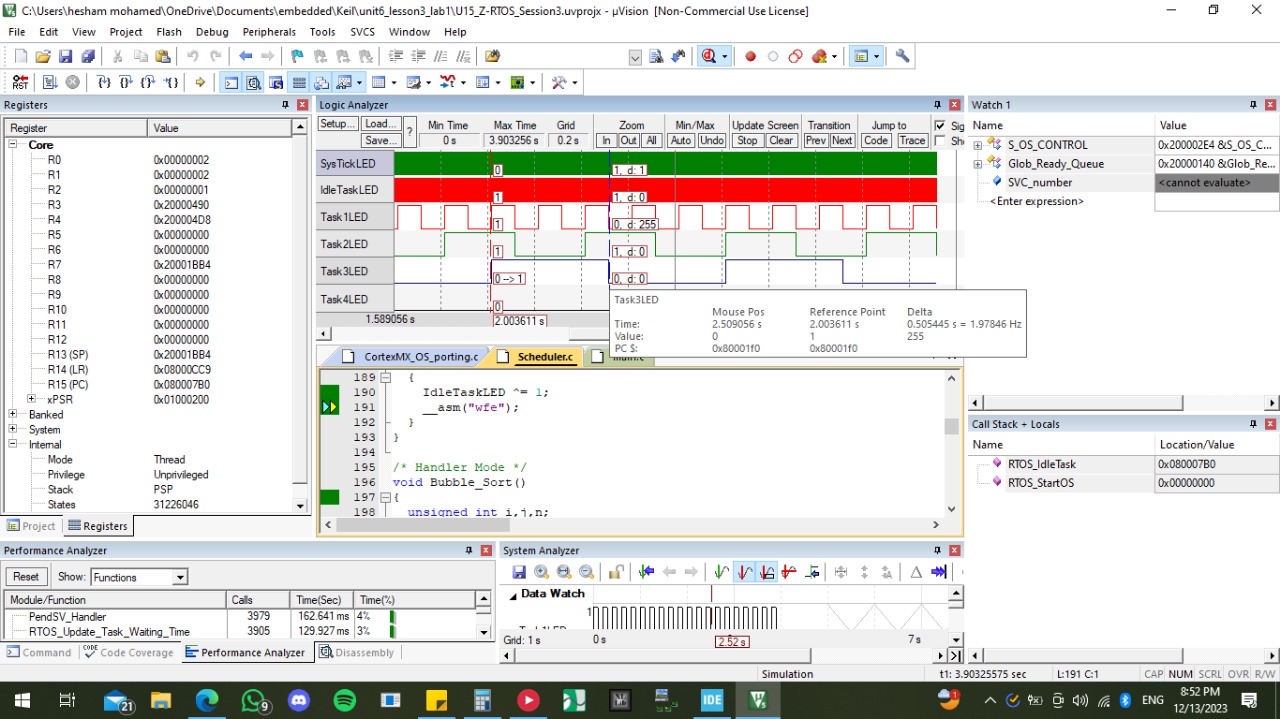 C:\Users\hesham mohamed\OneDrive\Documents\embedded\Keil\unit6_lesson3_lab1\U15_Z-RTOS_Session3.uvprojx - µVision [Non-Commercial Use License]
File Edit View Project Flash Debug Peripherals Tools SVCS Window Help
RST
Registers
Register Value
Core
R0 0x00000002
R1 0x00000002
R2 0x00000001
R3 0x20000490
R4 0x200004D8
R5 0x00000000
R6 0x00000000
R7 0x20001BB4
R8 0x00000000
R9 0x00000000
R10 0x00000000
R11 0x00000000
R12 0x00000000
R13 (SP) 0x20001BB4
R14 (LR) 0x08000CC9
R15 (PC) 0x080007B0
xPSR 0x01000200
Banked
System
Internal
Mode Thread
Privilege Unprivileged
Stack PSP
States 31226046
Project Registers
Logic Analyzer
Setup... Load... ? Min Time Max Time Grid Zoom Min/Max Update Screen Transition Jump to
Save... 0 s 3.903256 s 0.2 s In Out All Auto Undo Stop Clear Prev Next Code Trace
SysTickLED 0 1, d: 1
IdleTaskLED 1 1, d: 0
Task1LED 1 0, d: 255
Task2LED 1 1, d: 0
Task3LED 0 --> 1 0, d: 0
Task4LED 0
1.589056 s 2.003611 s
Task3LED
Mouse Pos Reference Point Delta
Time: 2.509056 s 2.003611 s 0.505445 s = 1.97846 Hz
Value: 0 1 255
PC $: 0x80001f0 0x80001f0
CortexMX_OS_porting.c Scheduler.c main.c
189 {
190 IdleTaskLED ^= 1;
191 __asm("wfe");
192 }
193 }
194
195 /* Handler Mode */
196 void Bubble_Sort()
197 {
198 unsigned int i,j,n;
Watch 1
Name Value
S_OS_CONTROL 0x200002E4 &S_OS_C...
Glob_Ready_Queue 0x20000140 &Glob_Re...
SVC_number <cannot evaluate>
<Enter expression>
Call Stack + Locals
Name Location/Value
RTOS_IdleTask 0x080007B0
RTOS_StartOS 0x00000000
Performance Analyzer
Reset Show: Functions
Module/Function Calls Time(Sec) Time(%)
PendSV_Handler 3979 162.641 ms 4%
RTOS_Update_Task_Waiting_Time 3905 129.927 ms 3%
Command CODE Code Coverage Performance Analyzer Disassembly
System Analyzer
Data Watch
1
Grid: 1 s 0s 2.52 s 7s
Simulation t1: 3.90325575 sec L:191 C:1 CAP NUM SCRL OVR R/W
21 9 IDE 1 ENG 8:52 PM
12/13/2023